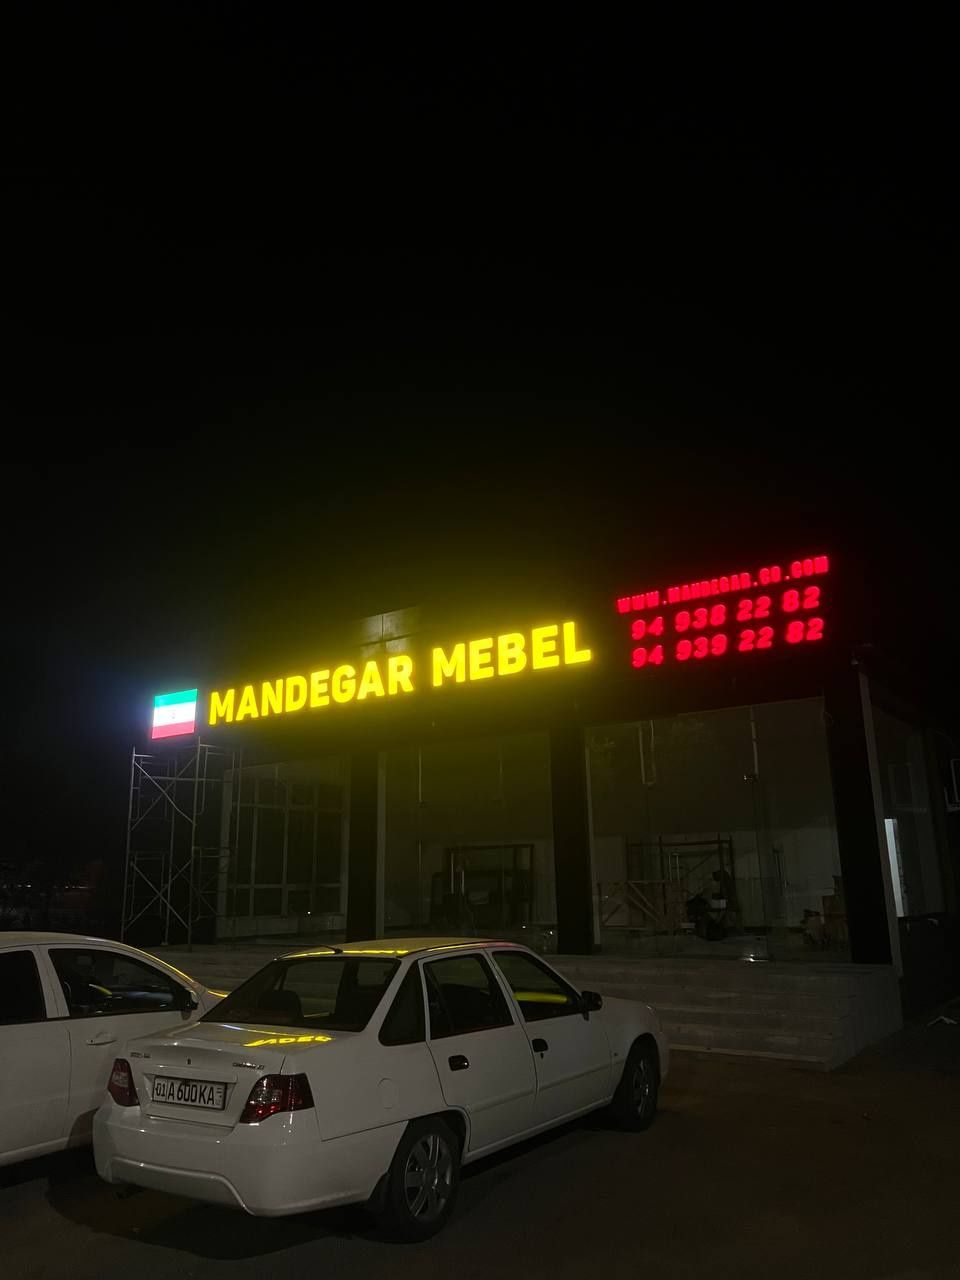 MANDEGAR MEBEL
WWW.MANDEGAR.CO.COM
94 938 22 82
94 939 22 82
01 A 600 KA